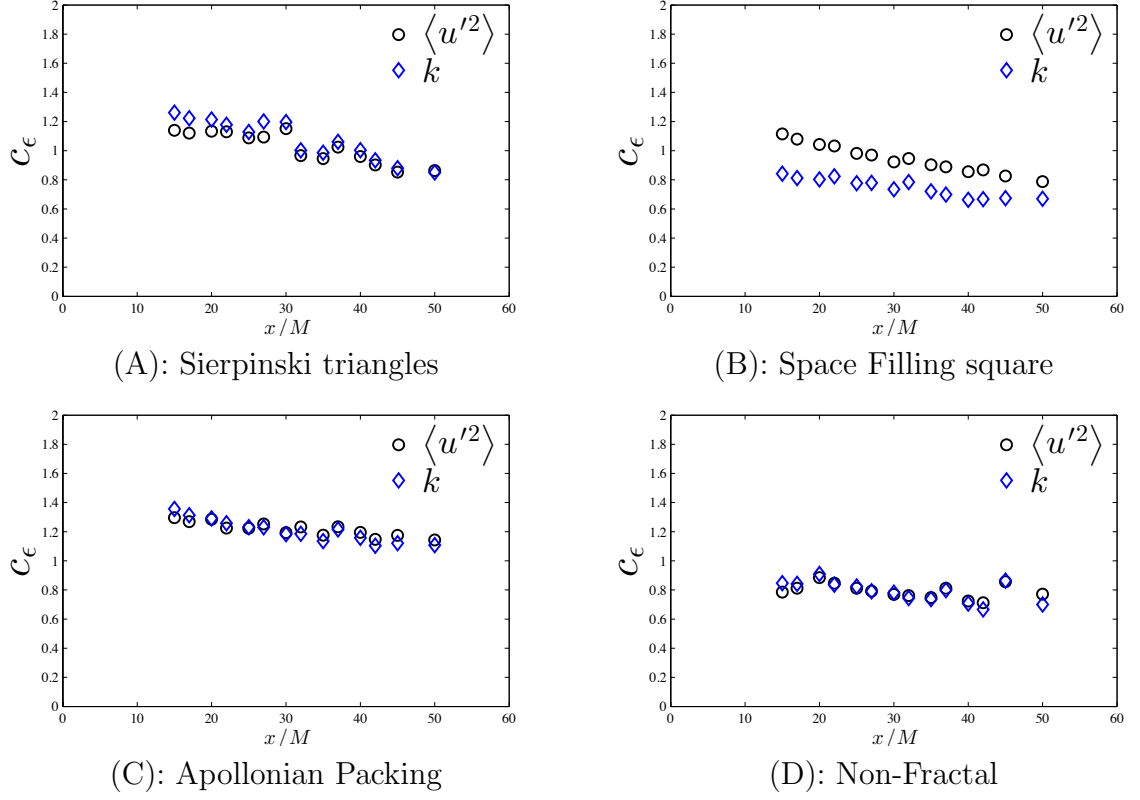 2
1.8
1.6
1.4
1.2
1
0.8
0.6
0.4
0.2
0
0 10 20 30 40 50 60
cϵ
x/M
⟨u′²⟩
k
(A): Sierpinski triangles
2
1.8
1.6
1.4
1.2
1
0.8
0.6
0.4
0.2
0
0 10 20 30 40 50 60
cϵ
x/M
⟨u′²⟩
k
(B): Space Filling square
2
1.8
1.6
1.4
1.2
1
0.8
0.6
0.4
0.2
0
0 10 20 30 40 50 60
cϵ
x/M
⟨u′²⟩
k
(C): Apollonian Packing
2
1.8
1.6
1.4
1.2
1
0.8
0.6
0.4
0.2
0
0 10 20 30 40 50 60
cϵ
x/M
⟨u′²⟩
k
(D): Non-Fractal